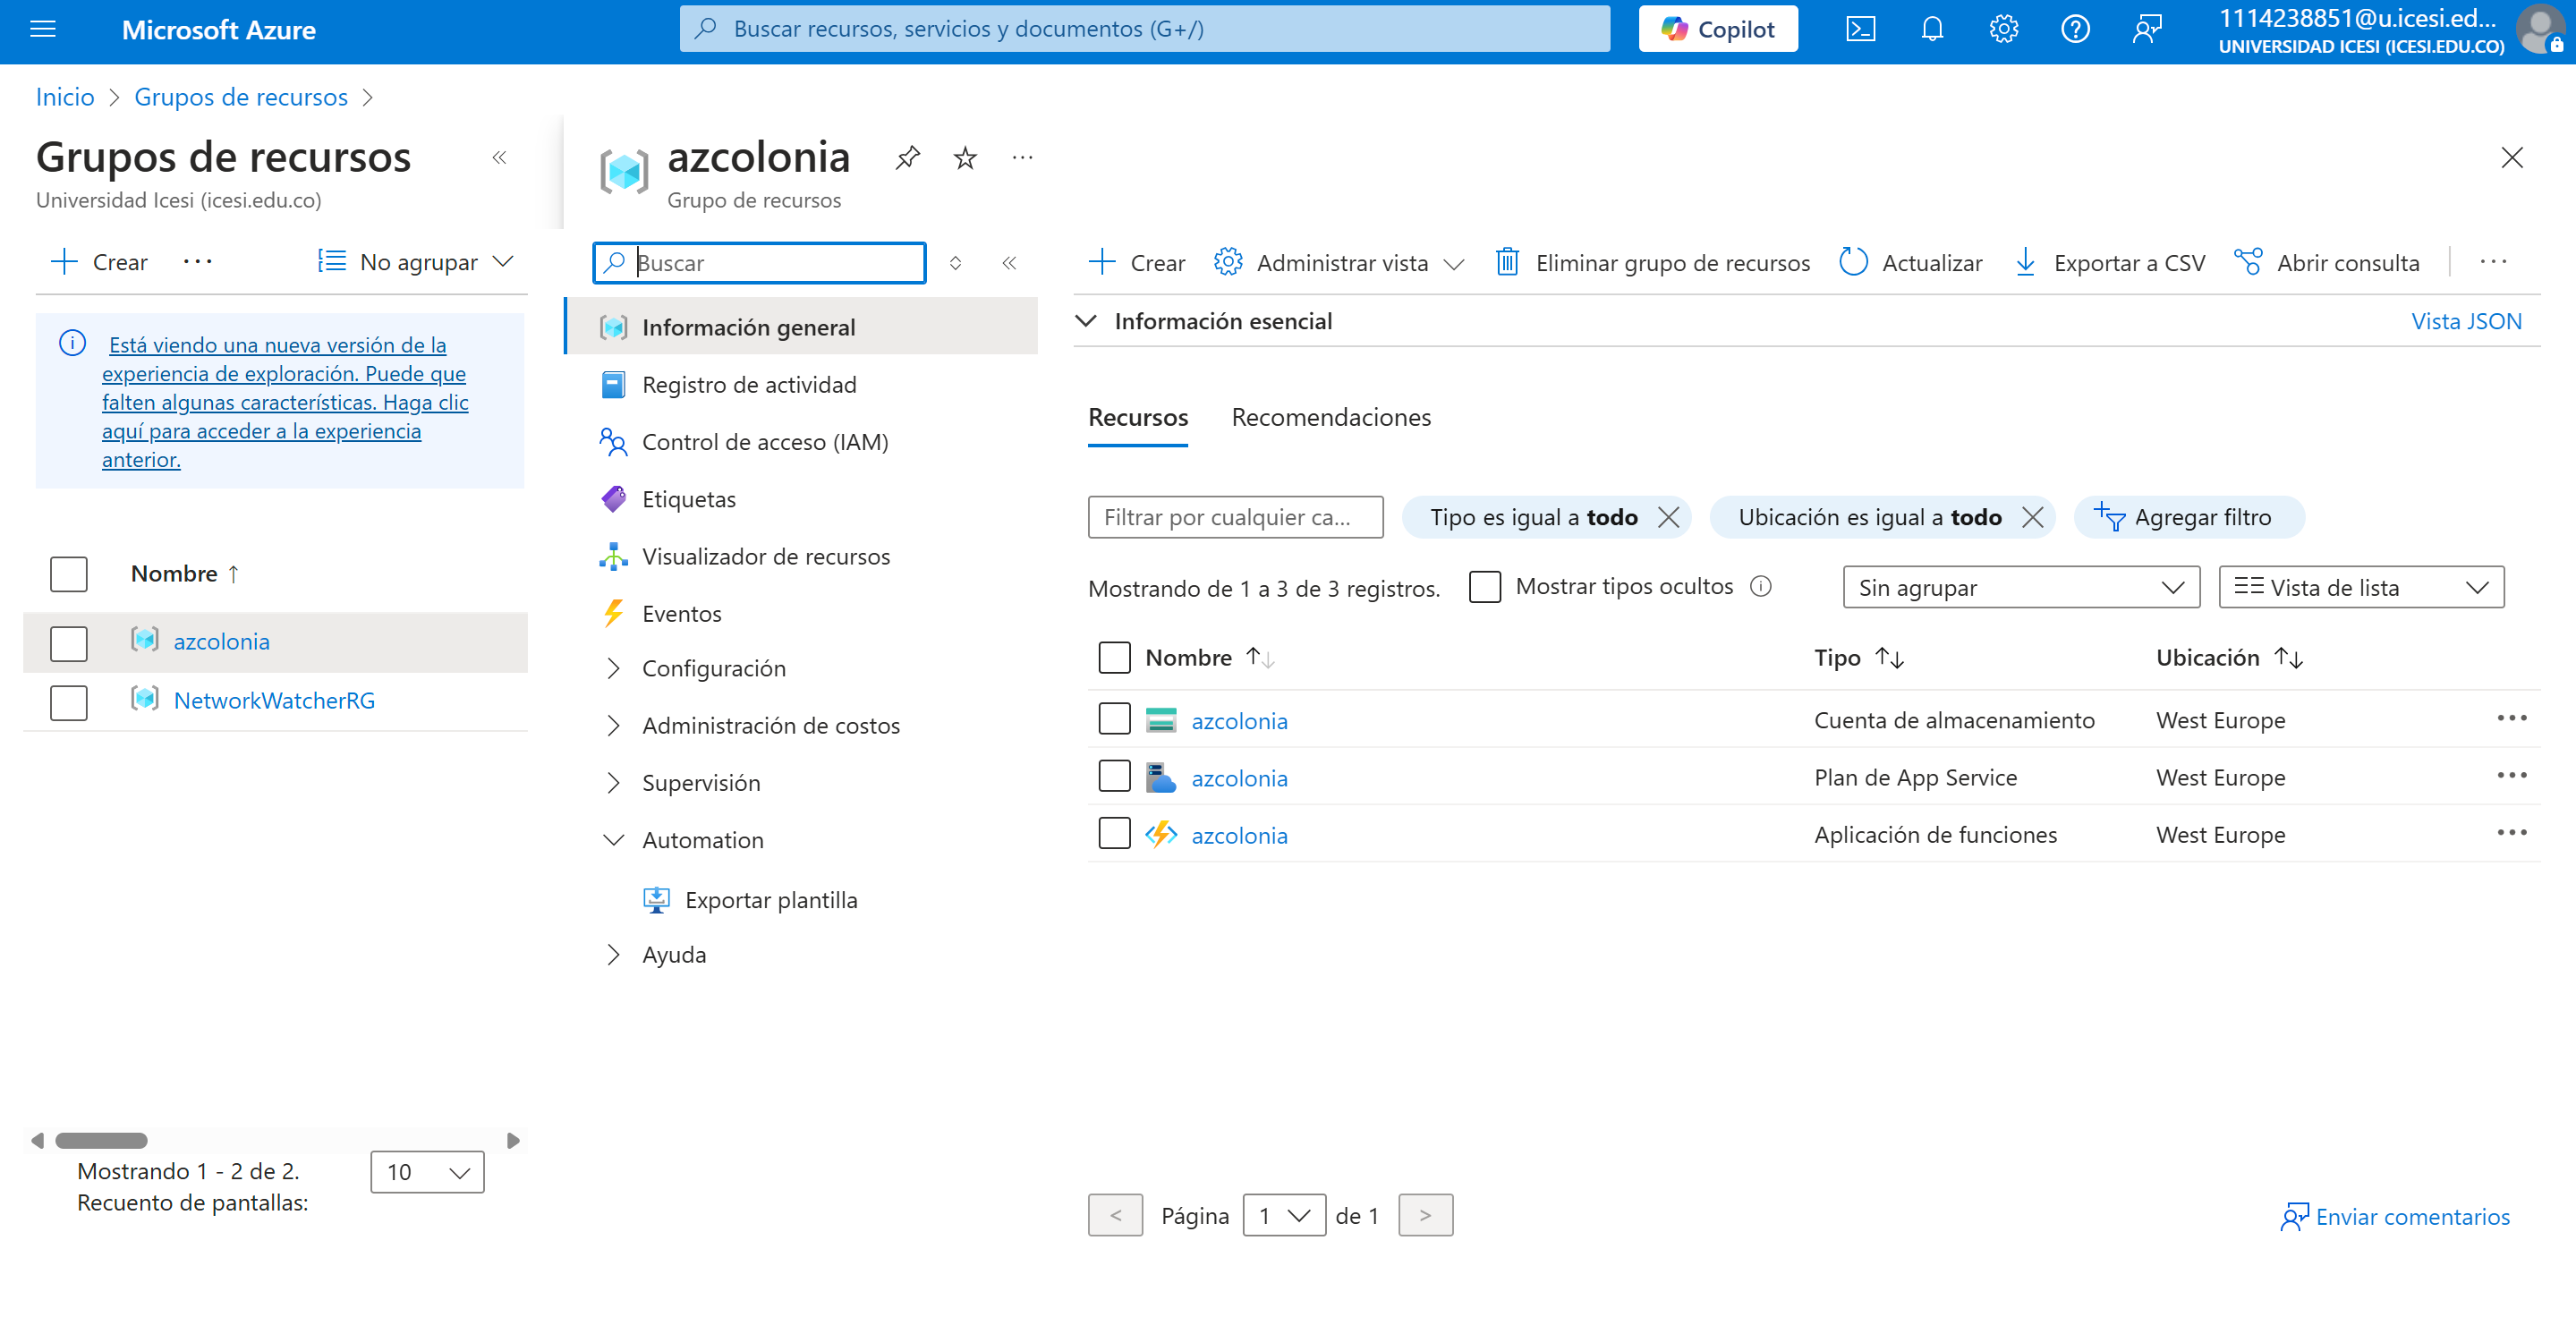 Microsoft Azure
Buscar recursos, servicios y documentos (G+/)
Copilot
1114238851@u.icesi.ed...
UNIVERSIDAD ICESI (ICESI.EDU.CO)
Inicio > Grupos de recursos >
Grupos de recursos
Universidad Icesi (icesi.edu.co)
Crear ... No agrupar
Está viendo una nueva versión de la
experiencia de exploración. Puede que
falten algunas características. Haga clic
aquí para acceder a la experiencia
anterior.
Nombre ↑
azcolonia
NetworkWatcherRG
Mostrando 1 - 2 de 2.
Recuento de pantallas:
10
azcolonia
Grupo de recursos
Buscar
Información general
Registro de actividad
Control de acceso (IAM)
Etiquetas
Visualizador de recursos
Eventos
Configuración
Administración de costos
Supervisión
Automation
Exportar plantilla
Ayuda
Crear Administrar vista Eliminar grupo de recursos Actualizar Exportar a CSV Abrir consulta ...
Información esencial Vista JSON
Recursos Recomendaciones
Filtrar por cualquier ca... Tipo es igual a todo Ubicación es igual a todo Agregar filtro
Mostrando de 1 a 3 de 3 registros. Mostrar tipos ocultos Sin agrupar Vista de lista
Nombre ↑↓ Tipo ↑↓ Ubicación ↑↓
azcolonia Cuenta de almacenamiento West Europe ...
azcolonia Plan de App Service West Europe ...
azcolonia Aplicación de funciones West Europe ...
< Página 1 de 1 >
Enviar comentarios